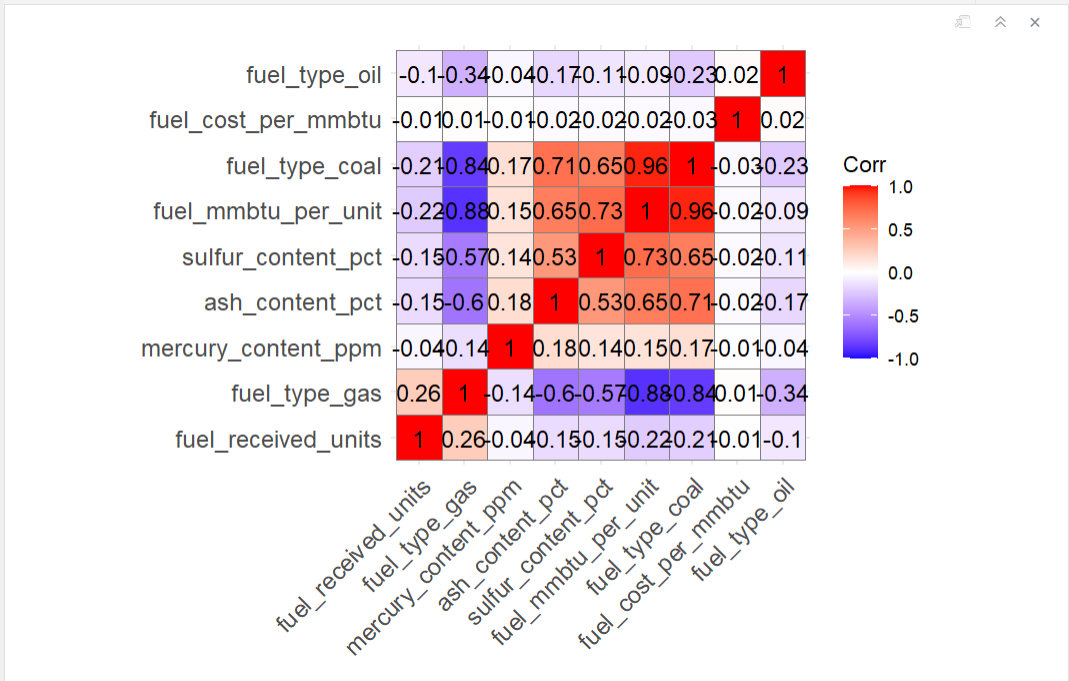 fuel_type_oil -0.1 -0.34 -0.04 -0.17 -0.11 -0.09 -0.23 0.02 1
fuel_cost_per_mmbtu -0.01 0.01 -0.01 -0.02 -0.02 -0.02 -0.03 1 0.02
fuel_type_coal -0.21 -0.84 0.17 0.71 0.65 0.96 1 -0.03 -0.23
fuel_mmbtu_per_unit -0.22 -0.88 0.15 0.65 0.73 1 0.96 -0.02 -0.09
sulfur_content_pct -0.15 -0.57 0.14 0.53 1 0.73 0.65 -0.02 -0.11
ash_content_pct -0.15 -0.6 0.18 1 0.53 0.65 0.71 -0.02 -0.17
mercury_content_ppm -0.04 -0.14 1 0.18 0.14 0.15 0.17 -0.01 -0.04
fuel_type_gas 0.26 1 -0.14 -0.6 -0.57 -0.88 -0.84 0.01 -0.34
fuel_received_units 1 0.26 -0.04 -0.15 -0.15 -0.22 -0.21 -0.01 -0.1
fuel_received_units
fuel_type_gas
mercury_content_ppm
ash_content_pct
sulfur_content_pct
fuel_mmbtu_per_unit
fuel_type_coal
fuel_cost_per_mmbtu
fuel_type_oil
Corr
1.0
0.5
0.0
-0.5
-1.0